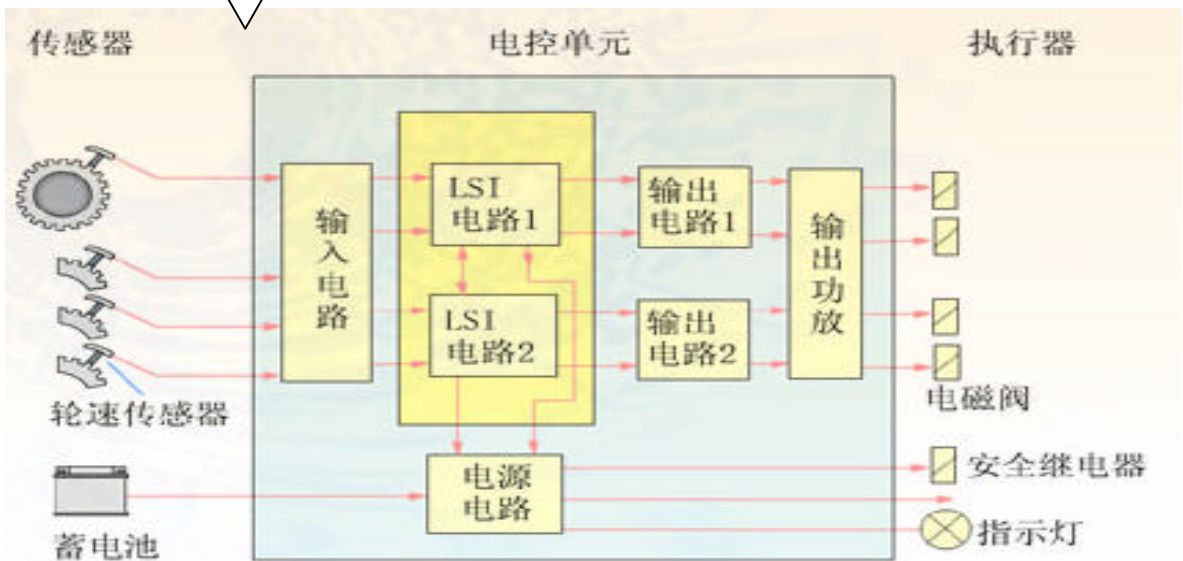 传感器 电控单元 执行器
输入电路
LSI
电路1
LSI
电路2
输出
电路1
输出
电路2
输出功放
电磁阀
轮速传感器
电源
电路
安全继电器
指示灯
蓄电池